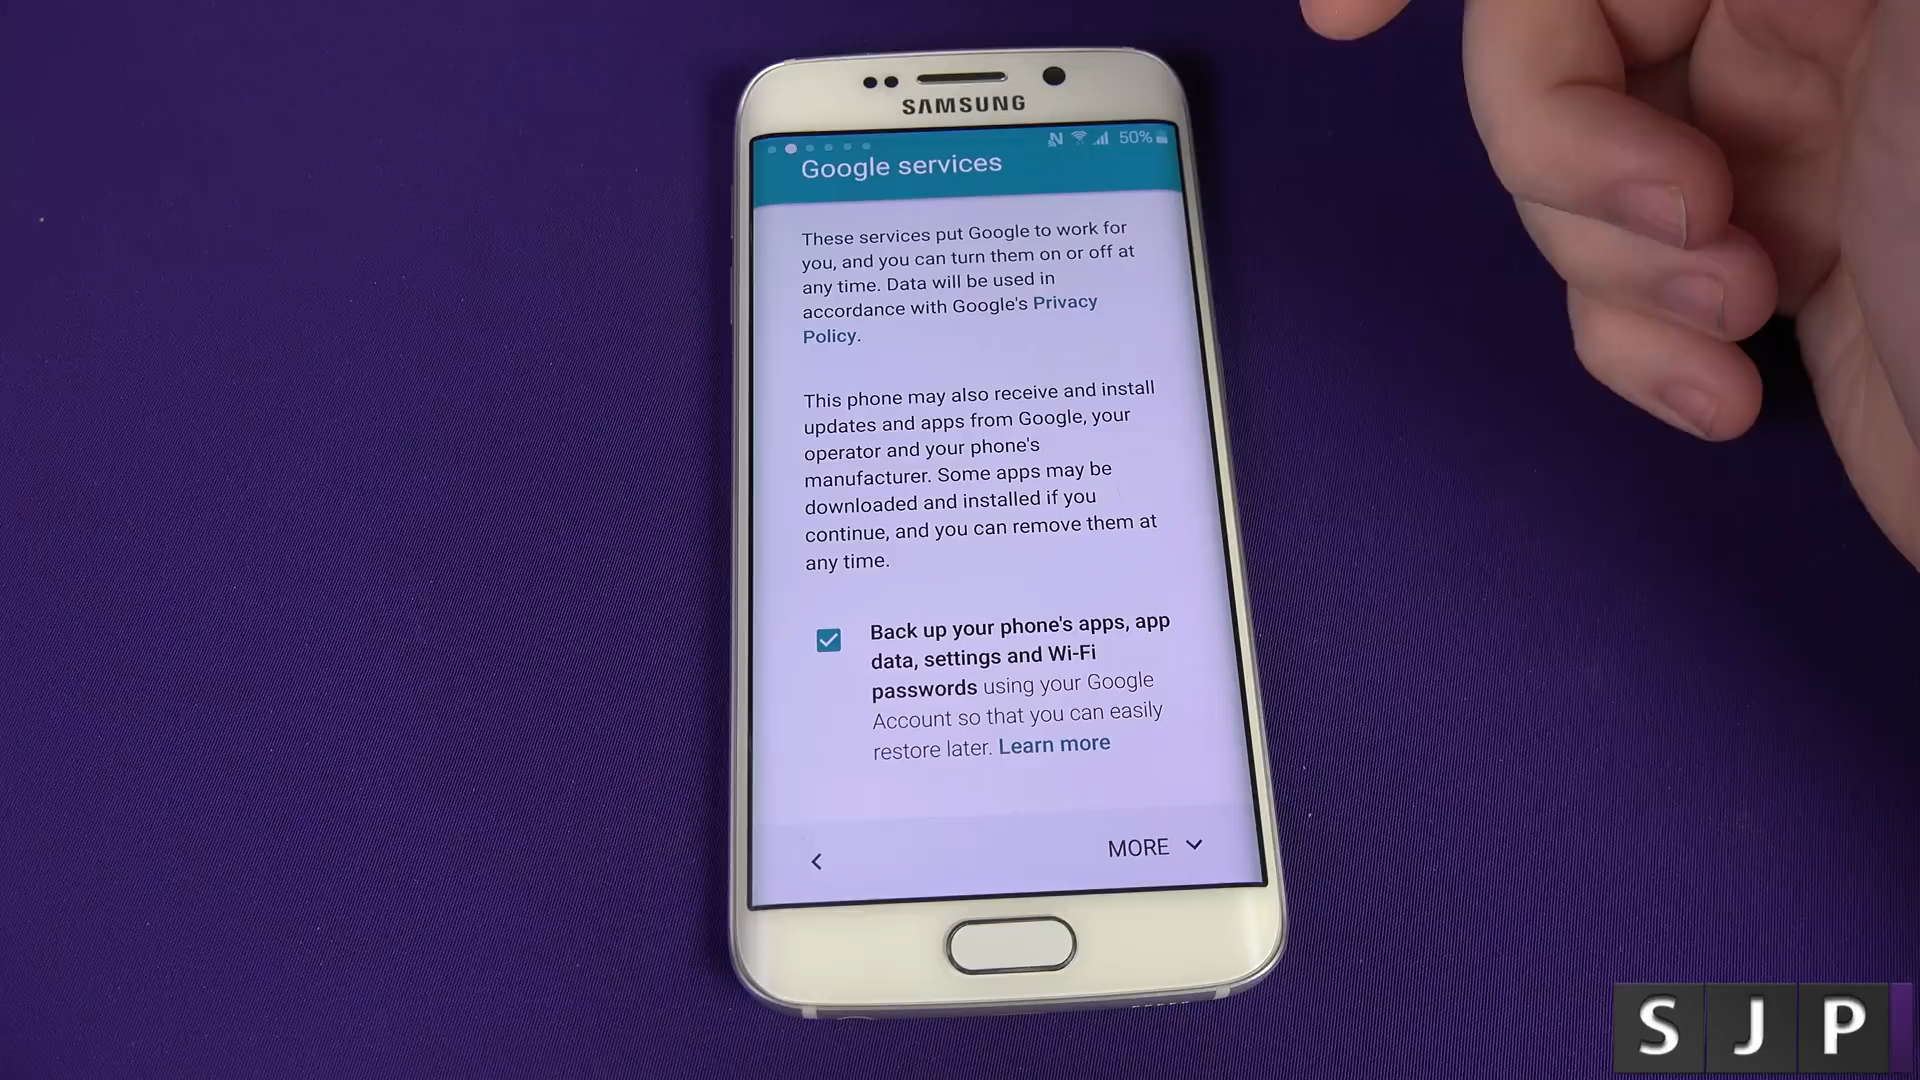 SAMSUNG
50%
Google services
These services put Google to work for
you, and you can turn them on or off at
any time. Data will be used in
accordance with Google's Privacy
Policy.
This phone may also receive and install
updates and apps from Google, your
operator and your phone's
manufacturer. Some apps may be
downloaded and installed if you
continue, and you can remove them at
any time.
Back up your phone's apps, app
data, settings and Wi-Fi
passwords using your Google
Account so that you can easily
restore later. Learn more
MORE
SJP